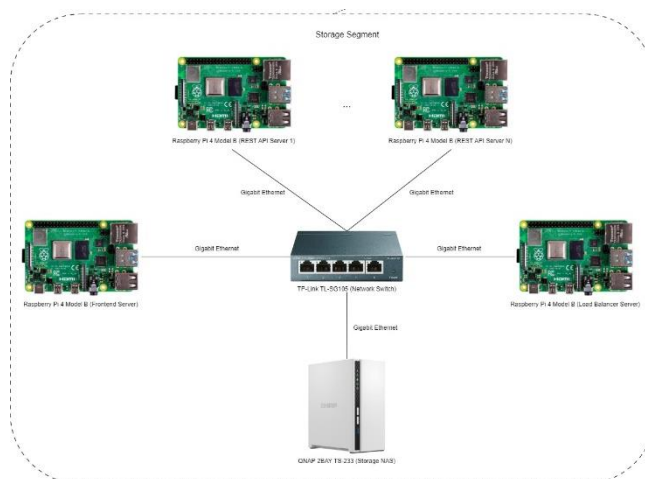 Storage Segment
...
Raspberry Pi 4 Model B (REST API Server 1)
Raspberry Pi 4 Model B (REST API Server N)
Gigabit Ethernet
Gigabit Ethernet
Gigabit Ethernet
Gigabit Ethernet
Raspberry Pi 4 Model B (Frontend Server)
TP-Link TL-SG105 (Network Switch)
Raspberry Pi 4 Model B (Load Balancer Server)
Gigabit Ethernet
QNAP 2BAY TS-233 (Storage NAS)